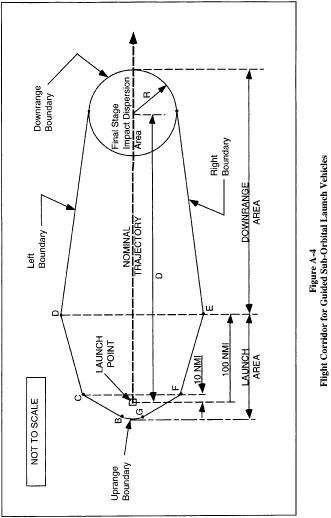 NOT TO SCALE
Downrange
Boundary
Left
Boundary
Final Stage
Impact Dispersion
Area
R
D
C
LAUNCH
POINT
B
G
Uprange
Boundary
NOMINAL
TRAJECTORY
D
Right
Boundary
E
F
10 NMI
100 NMI
LAUNCH
AREA
DOWNRANGE
AREA
Figure A-4
Flight Corridor for Guided Sub-Orbital Launch Vehicles